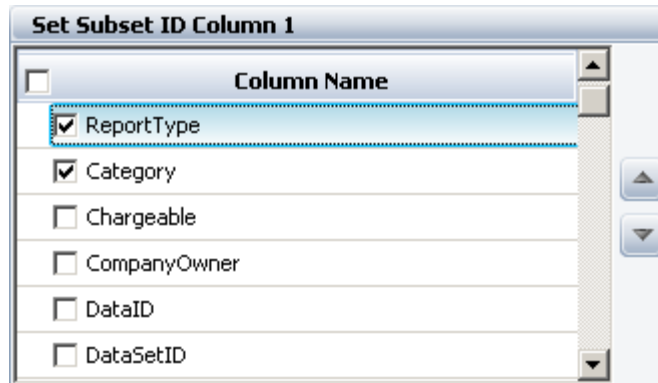 Set Subset ID Column 1
Column Name
ReportType
Category
Chargeable
CompanyOwner
DataID
DataSetID